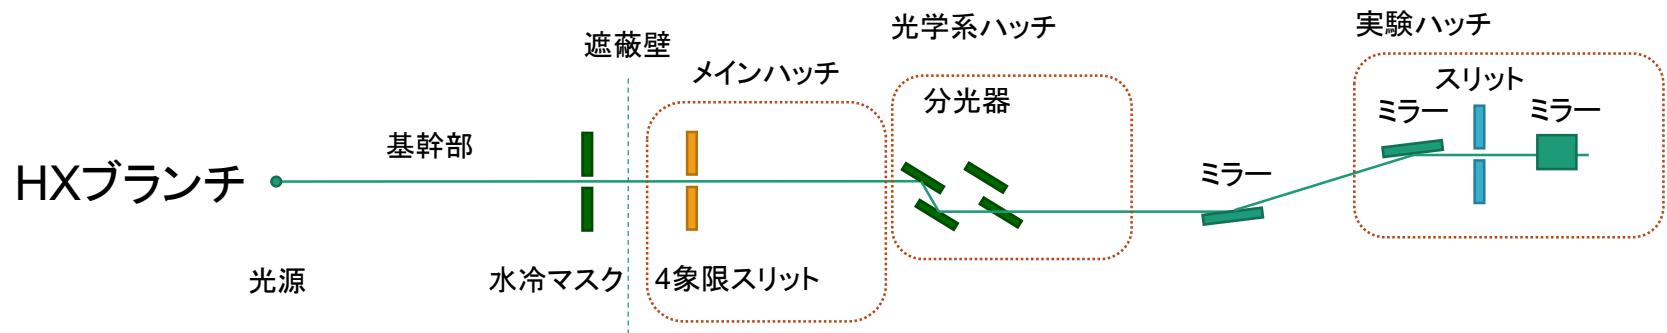 HXブランチ
光源
基幹部
水冷マスク
遮蔽壁
メインハッチ
4象限スリット
光学系ハッチ
分光器
ミラー
実験ハッチ
ミラー
スリット
ミラー